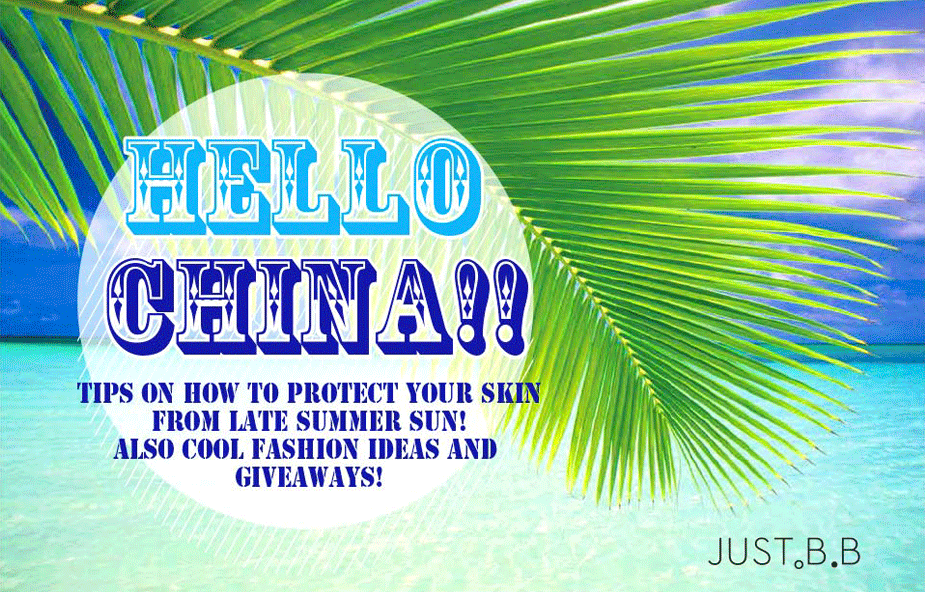 HELLO
CHINA!!
TIPS ON HOW TO PROTECT YOUR SKIN
FROM LATE SUMMER SUN!
ALSO COOL FASHION IDEAS AND
GIVEAWAYS!
JUST.B.B